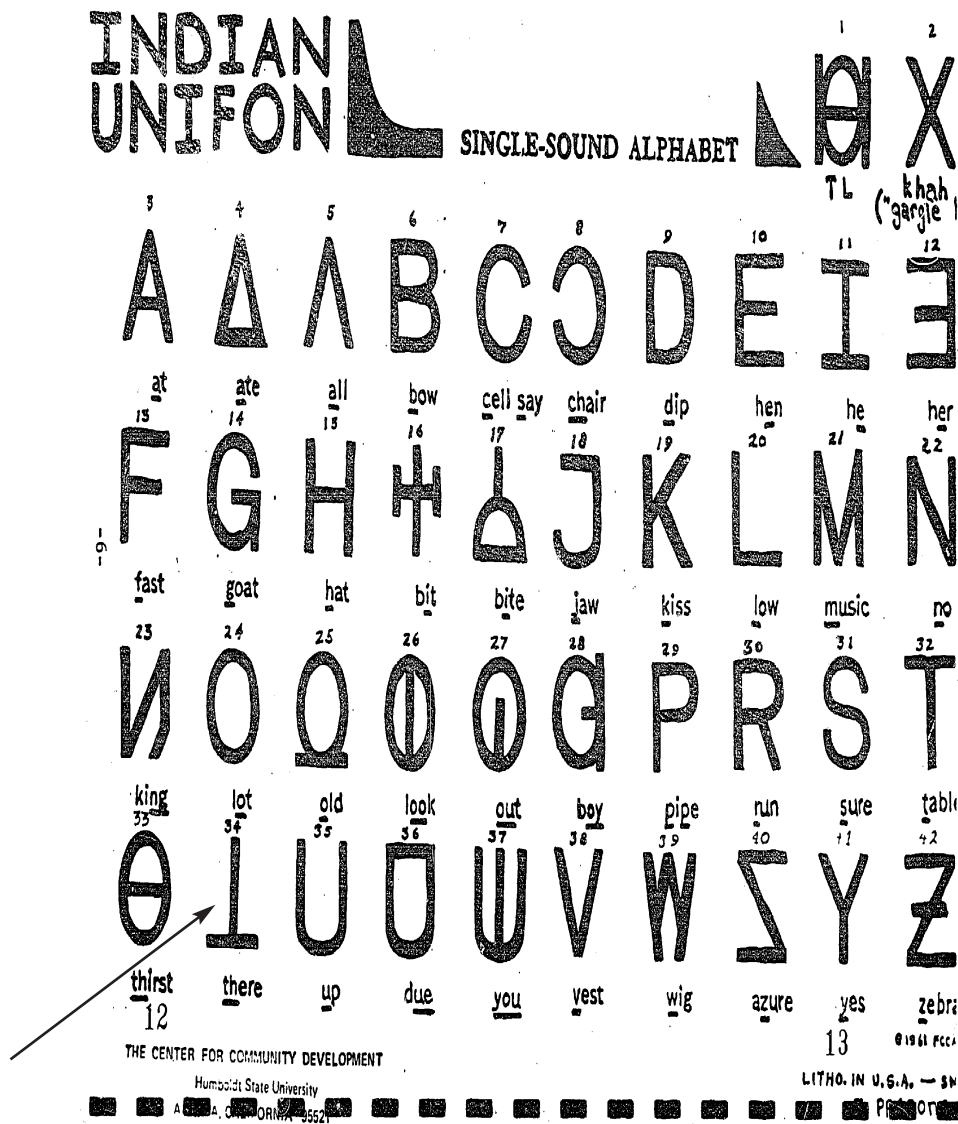 INDIAN
UNIFON
SINGLE-SOUND ALPHABET
1 2
TL khah
("gargle
3 4 5 6 7 8 9 10 11 12
A Δ Λ B C Ɔ D E I Ǝ
at ate all bow cell say chair dip hen he her
13 14 15 16 17 18 19 20 21 22
F G H J K L M N
fast goat hat bit bite jaw kiss low music no
23 24 25 26 27 28 29 30 31 32
И O Ω P R S T
king lot old look out boy pipe run sure
33 34 35 36 37 38 39 40 41 42
Θ ⊥ U V W Y Ƶ
thirst there up due you vest wig azure yes
-6-
12
13
THE CENTER FOR COMMUNITY DEVELOPMENT
Humboldt State University
©1961
LITHO. IN U.S.A. —